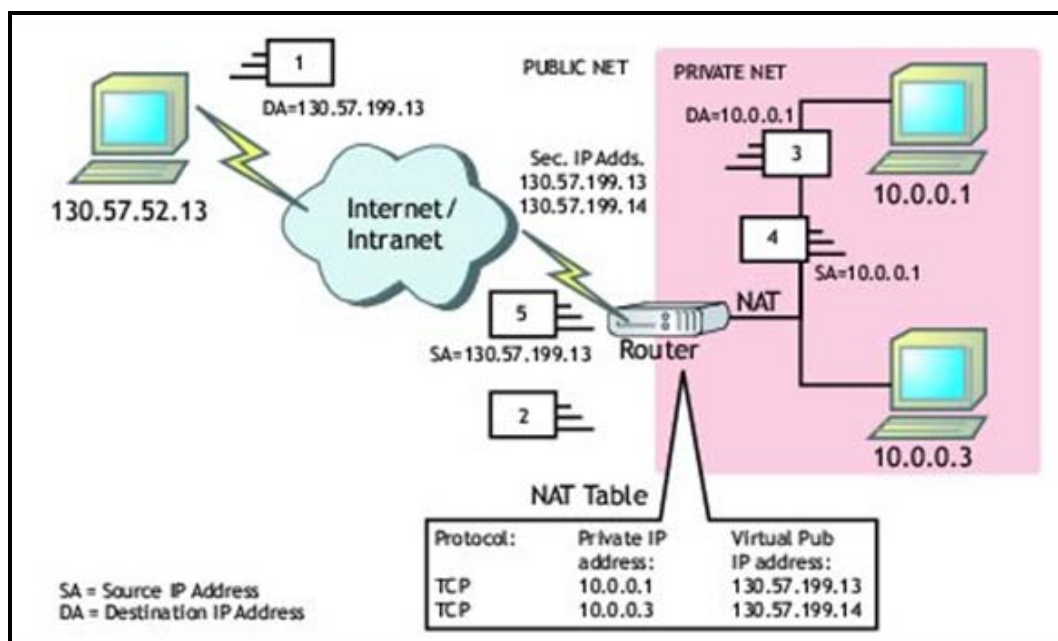 1
DA=130.57.199.13
130.57.52.13
Internet/
Intranet
PUBLIC NET
PRIVATE NET
Sec. IP Adds.
130.57.199.13
130.57.199.14
DA=10.0.0.1
3
10.0.0.1
4
SA=10.0.0.1
NAT
5
SA=130.57.199.13
Router
2
10.0.0.3
NAT Table
Protocol: Private IP Virtual Pub
address: IP address:
TCP 10.0.0.1 130.57.199.13
TCP 10.0.0.3 130.57.199.14
SA = Source IP Address
DA = Destination IP Address